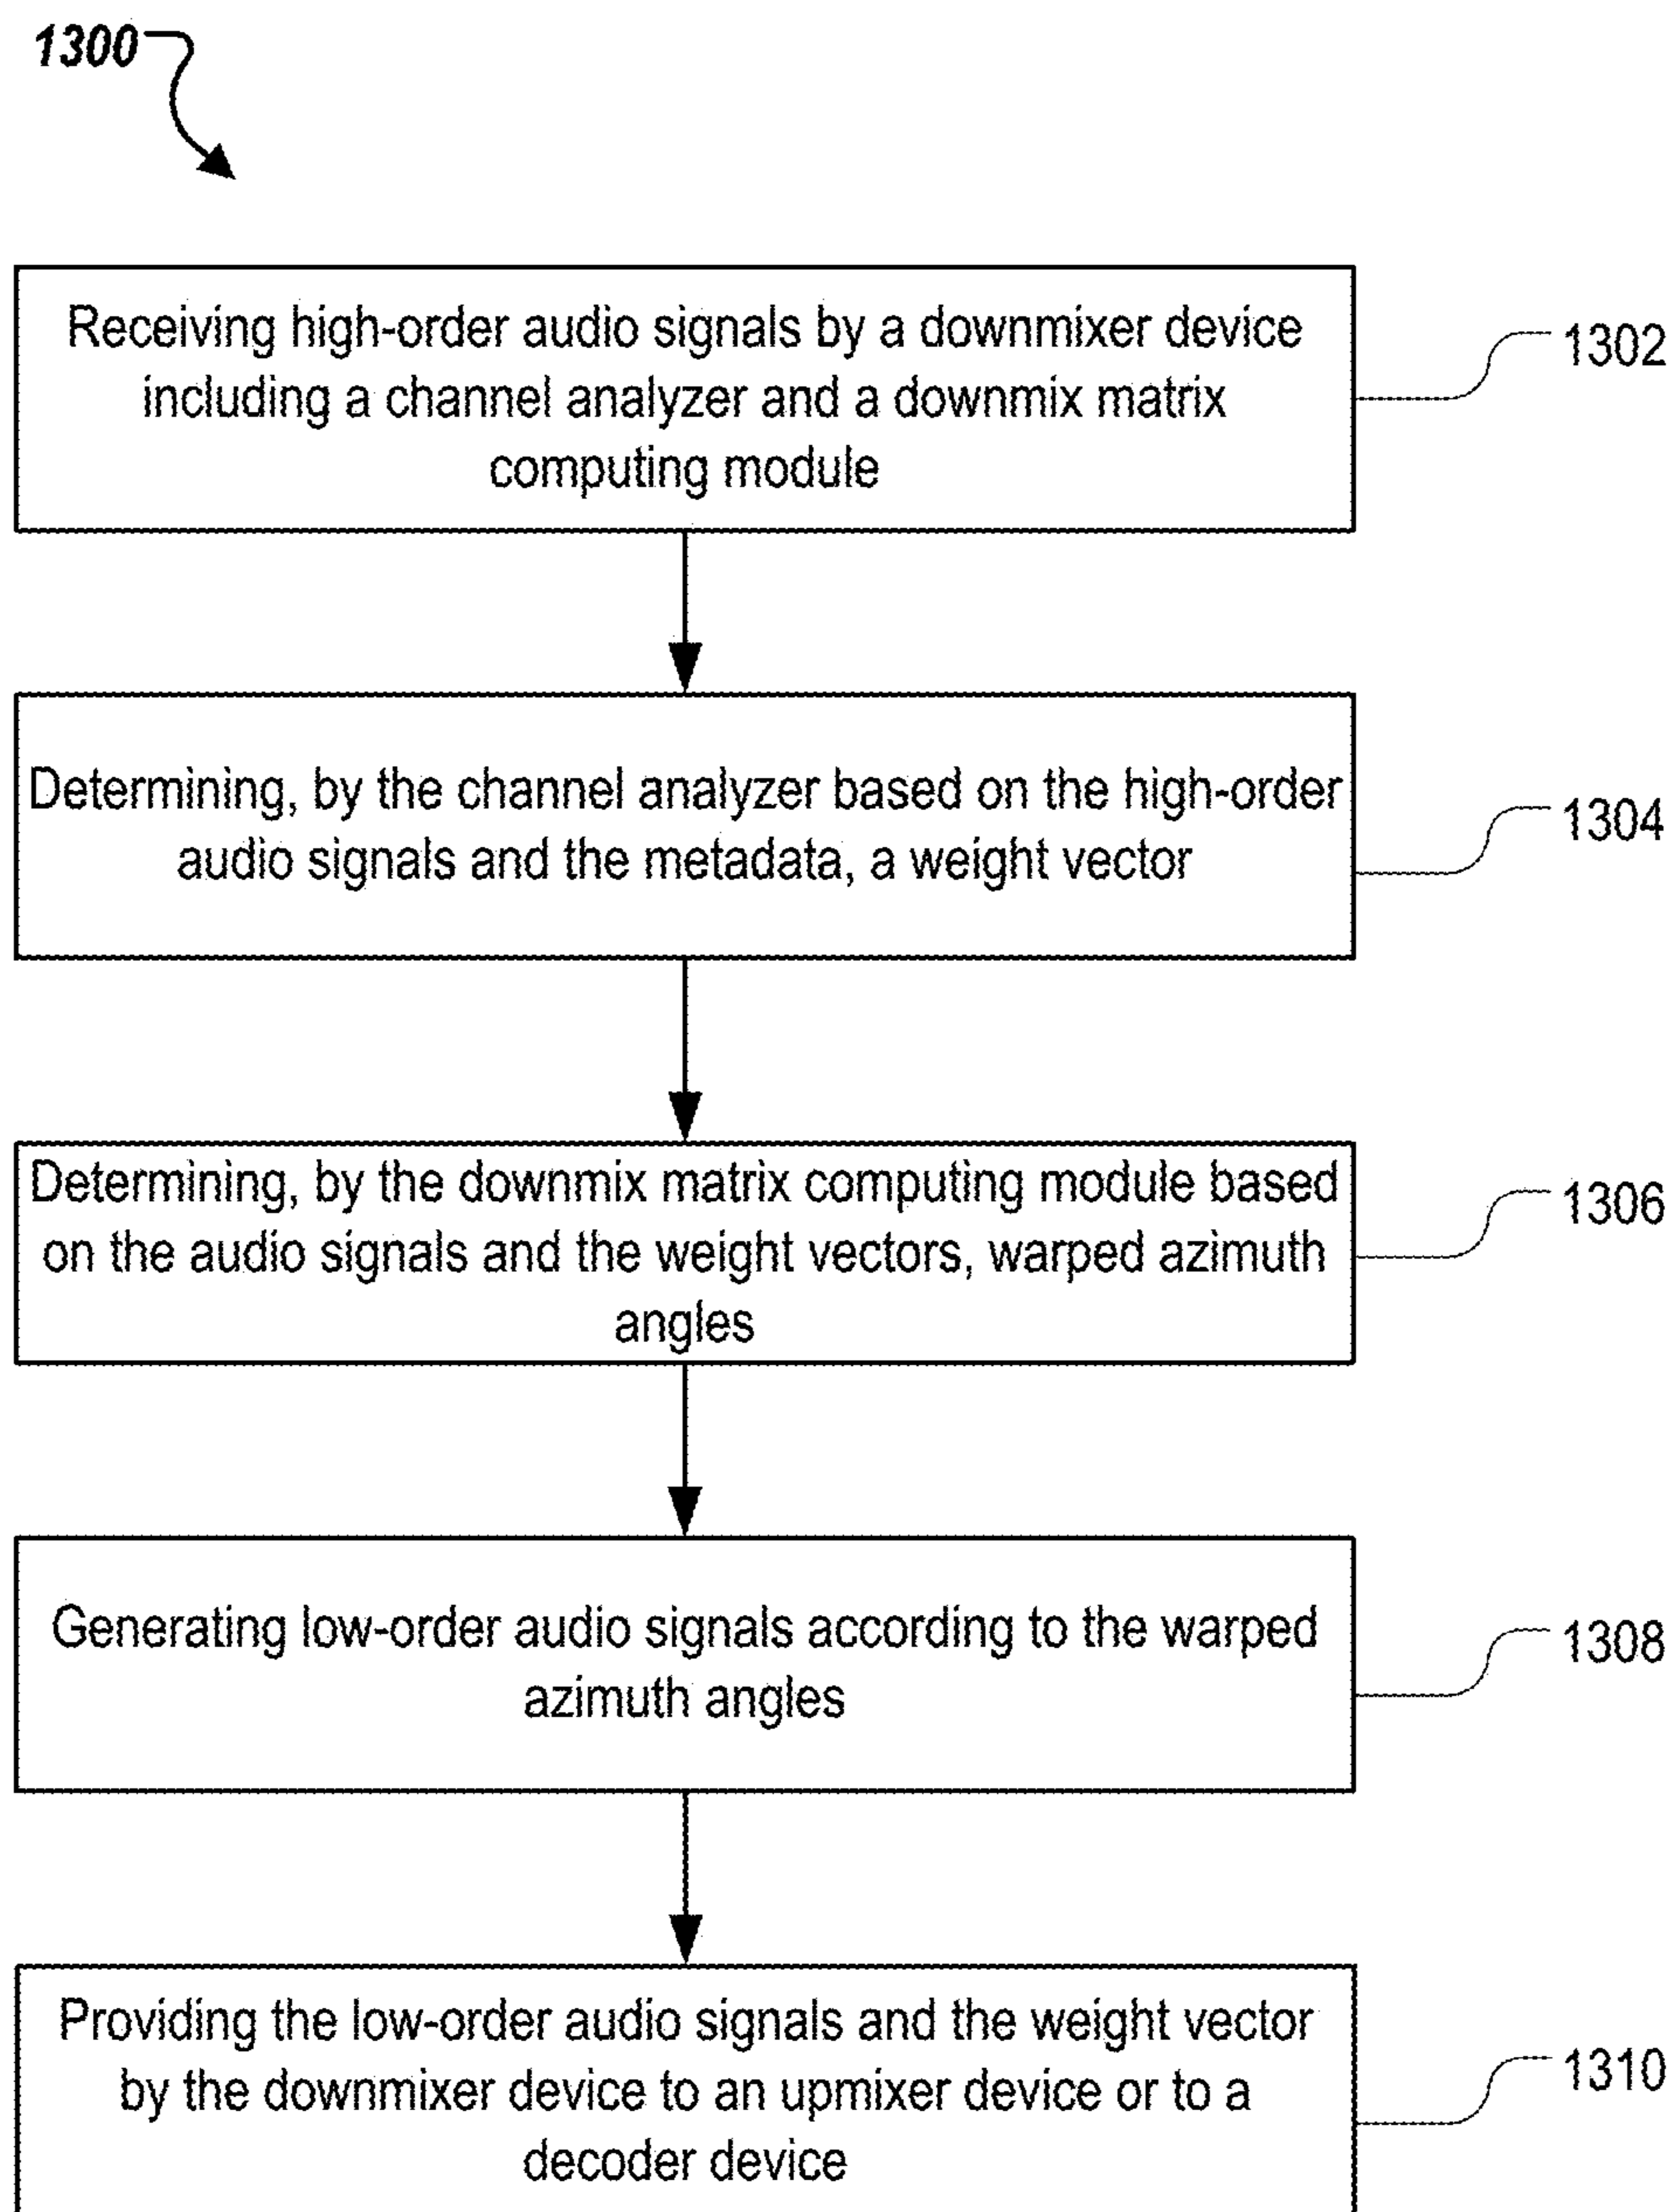 1300
Receiving high-order audio signals by a downmixer device
including a channel analyzer and a downmix matrix
computing module
1302
Determining, by the channel analyzer based on the high-order
audio signals and the metadata, a weight vector
1304
Determining, by the downmix matrix computing module based
on the audio signals and the weight vectors, warped azimuth
angles
1306
Generating low-order audio signals according to the warped
azimuth angles
1308
Providing the low-order audio signals and the weight vector
by the downmixer device to an upmixer device or to a
decoder device
1310